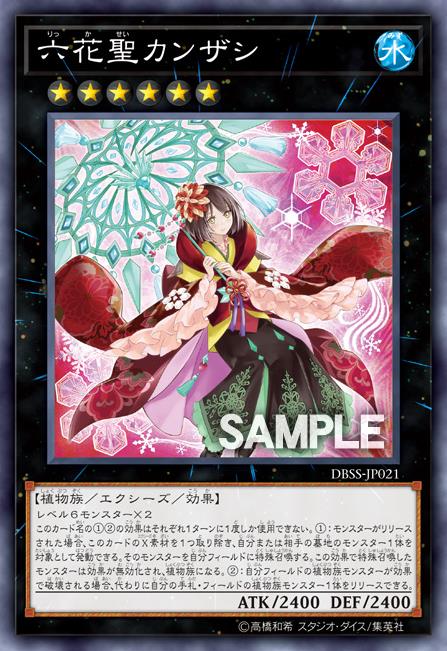 りっかせい
六花聖カンザシ
みず
水
SAMPLE
DBSS-JP021
【植物族／エクシーズ／効果】
レベル６モンスター×２
このカード名の①②の効果はそれぞれ1ターンに1度しか使用できない。①：モンスターがリリース
された場合、このカードのX素材を１つ取り除き、自分または相手の墓地のモンスター１体を
対象として発動できる。そのモンスターを自分フィールドに特殊召喚する。この効果で特殊召喚した
モンスターは効果が無効化され、植物族になる。②：自分フィールドの植物族モンスターが効果
で破壊される場合、代わりに自分の手札・フィールドの植物族モンスター１体をリリースできる。
ATK/2400 DEF/2400
©高橋和希 スタジオ・ダイス/集英社